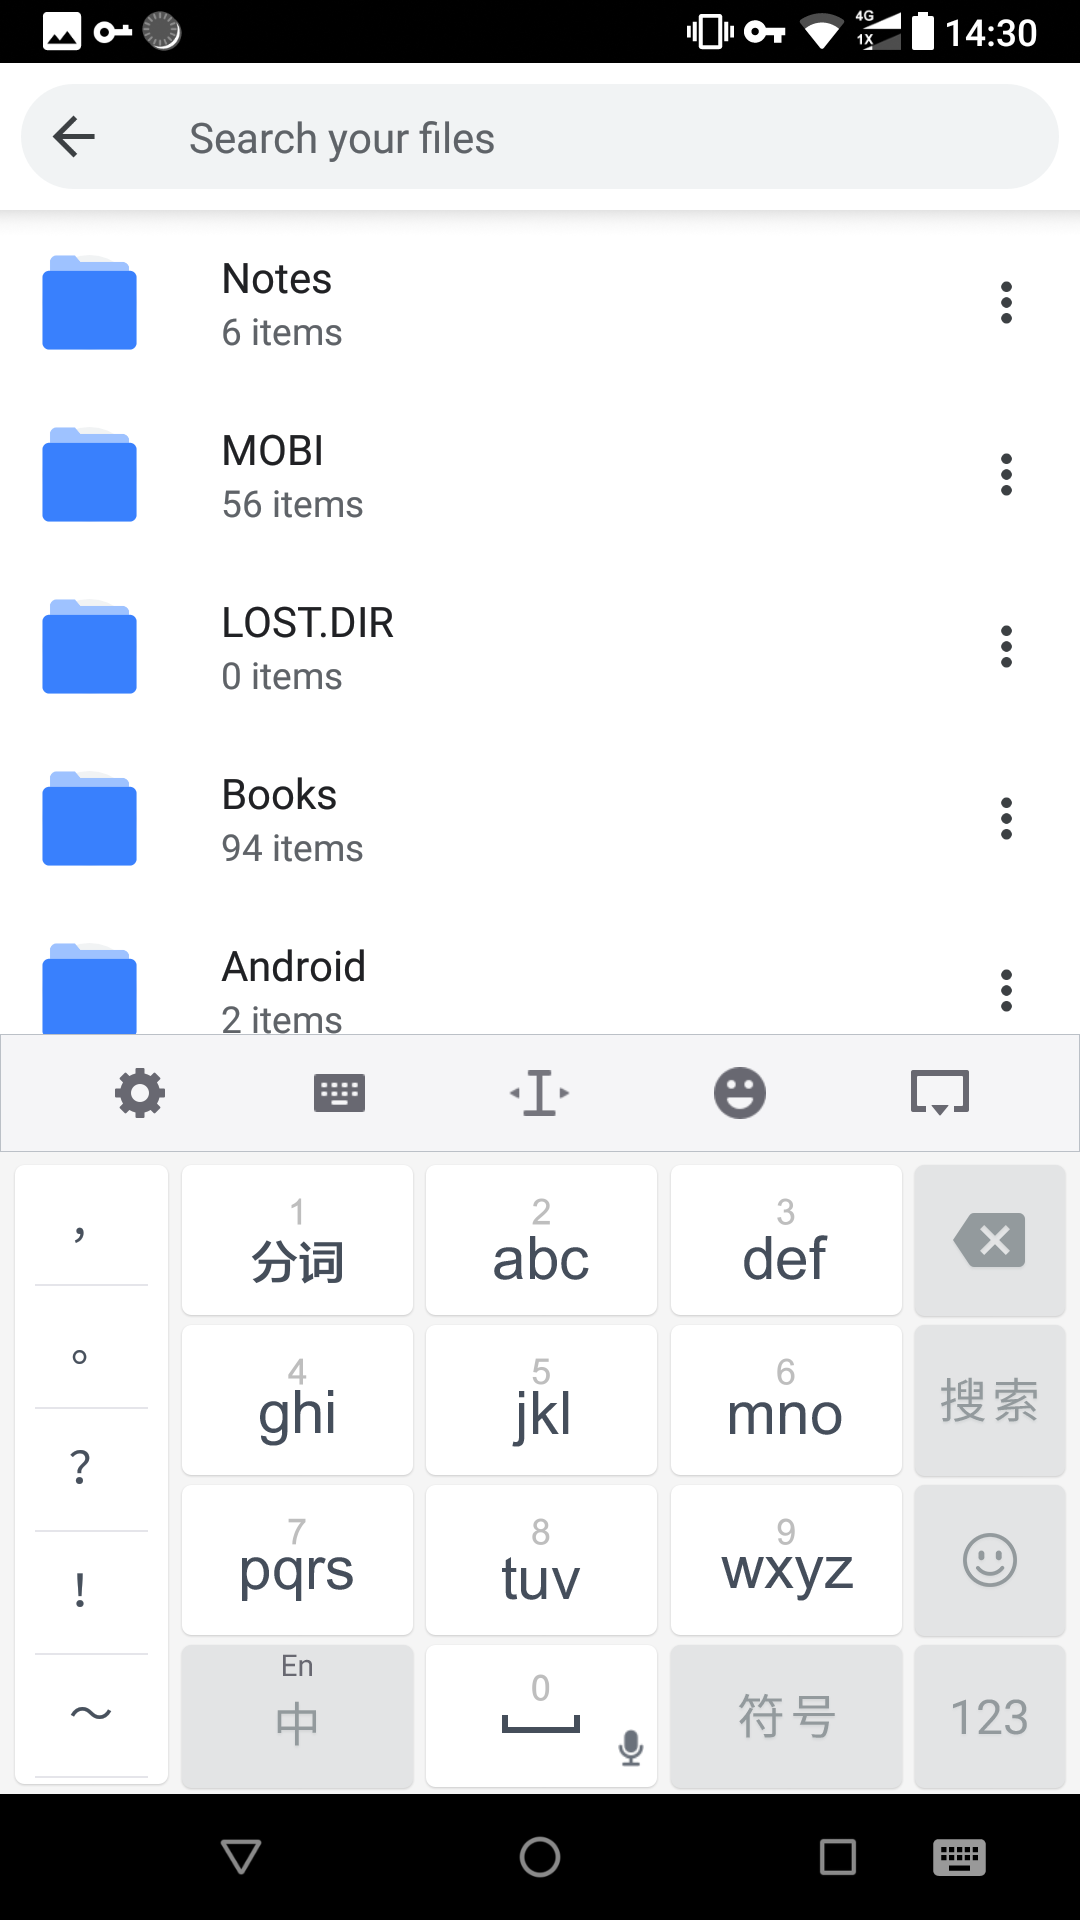 4G
1X
14:30
Search your files
Notes
6 items
MOBI
56 items
LOST.DIR
0 items
Books
94 items
Android
2 items
，
1
分词
2
abc
3
def
。
4
ghi
5
jkl
6
mno
搜索
？
7
pqrs
8
tuv
9
wxyz
！
～
En
中
0
符号
123